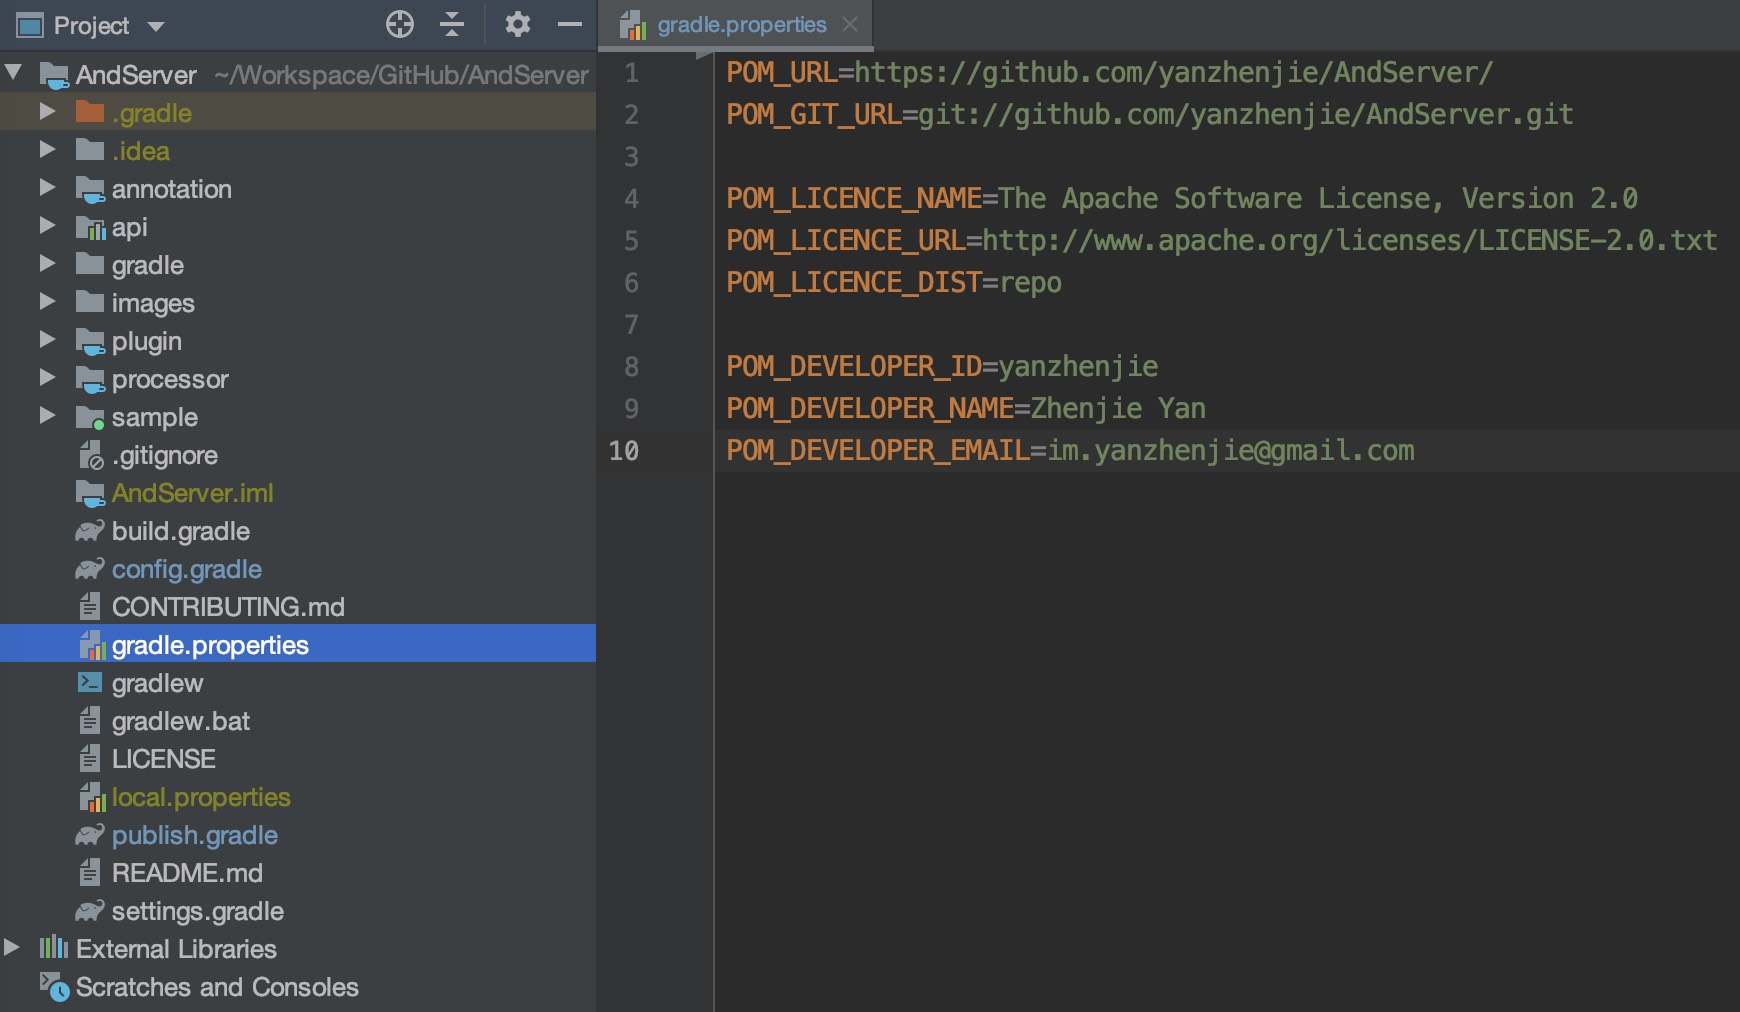 Project
AndServer ~/Workspace/GitHub/AndServer
.gradle
.idea
annotation
api
gradle
images
plugin
processor
sample
.gitignore
AndServer.iml
build.gradle
config.gradle
CONTRIBUTING.md
gradle.properties
gradlew
gradlew.bat
LICENSE
local.properties
publish.gradle
README.md
settings.gradle
External Libraries
Scratches and Consoles
gradle.properties
1 POM_URL=https://github.com/yanzhenjie/AndServer/
2 POM_GIT_URL=git://github.com/yanzhenjie/AndServer.git
3
4 POM_LICENCE_NAME=The Apache Software License, Version 2.0
5 POM_LICENCE_URL=http://www.apache.org/licenses/LICENSE-2.0.txt
6 POM_LICENCE_DIST=repo
7
8 POM_DEVELOPER_ID=yanzhenjie
9 POM_DEVELOPER_NAME=Zhenjie Yan
10 POM_DEVELOPER_EMAIL=im.yanzhenjie@gmail.com